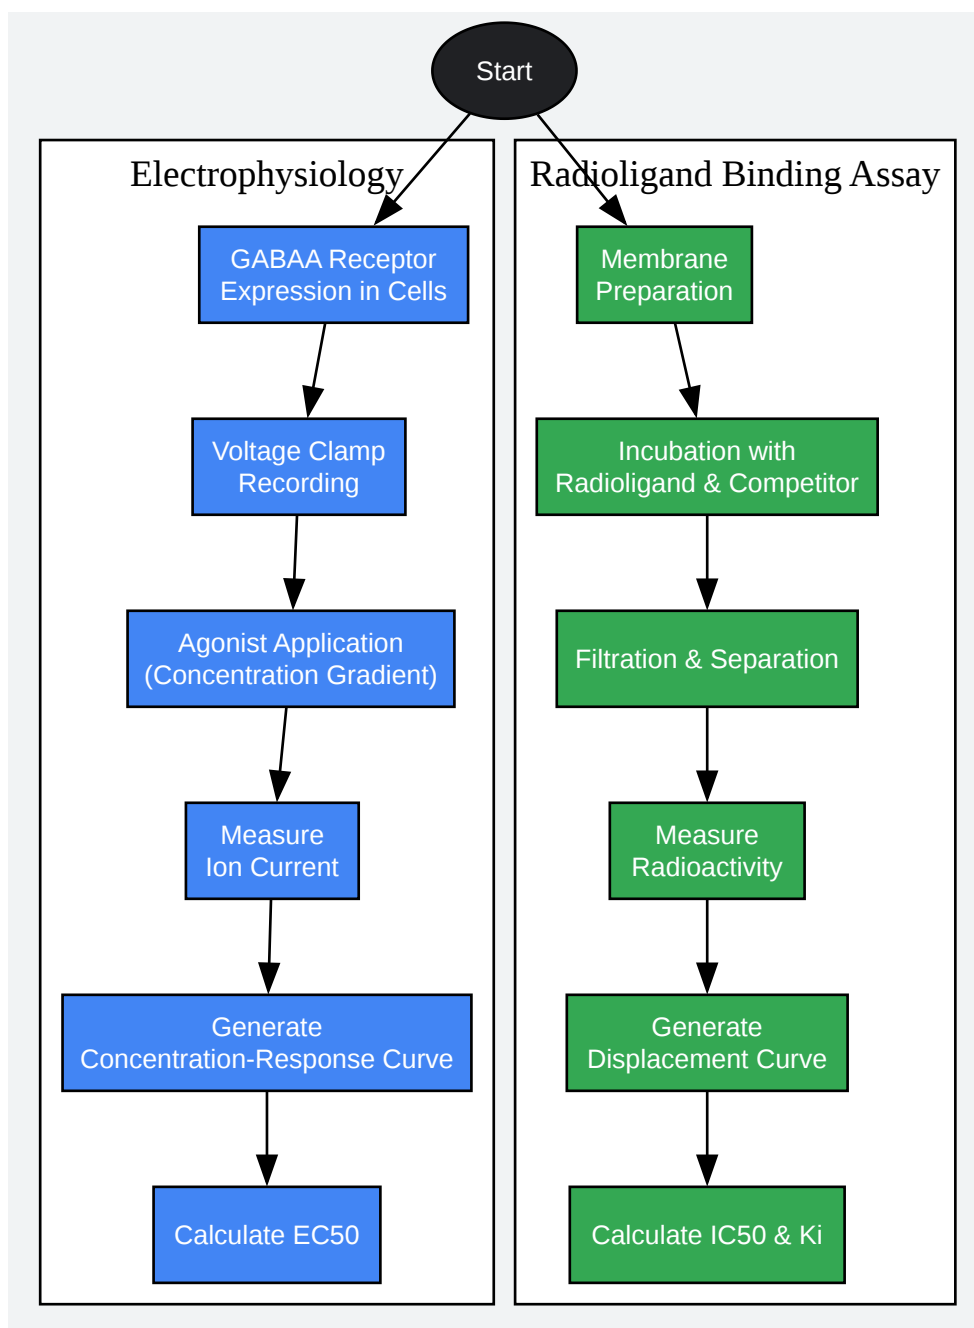 Start
Electrophysiology
GABAA Receptor
Expression in Cells
Voltage Clamp
Recording
Agonist Application
(Concentration Gradient)
Measure
Ion Current
Generate
Concentration-Response Curve
Calculate EC50
Radioligand Binding Assay
Membrane
Preparation
Incubation with
Radioligand & Competitor
Filtration & Separation
Measure
Radioactivity
Generate
Displacement Curve
Calculate IC50 & Ki